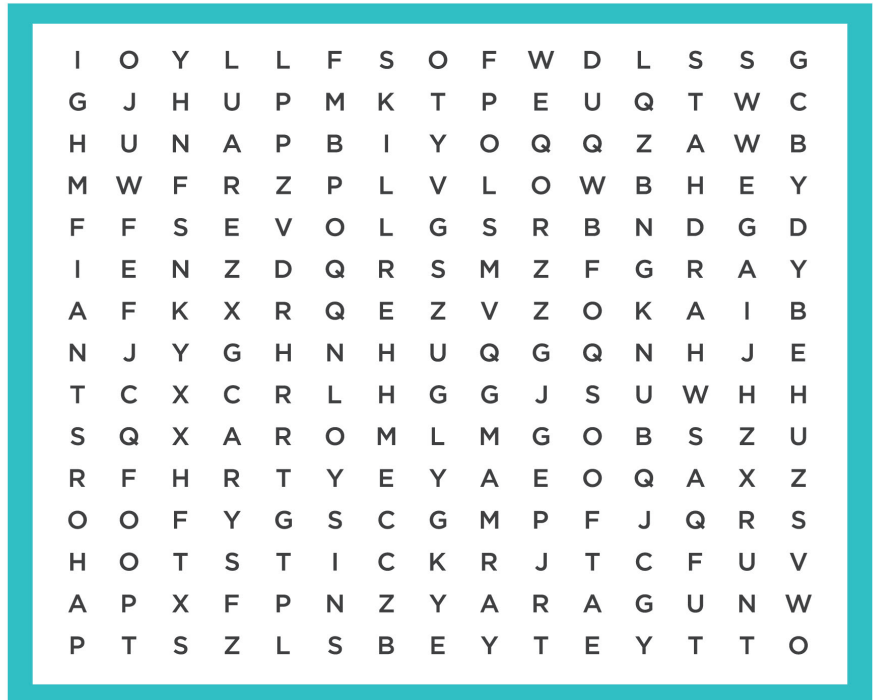 I O Y L L F S O F W D L S S G
G J H U P M K T P E U Q T W C
H U N A P B I Y O Q Q Z A W B
M W F R Z P L V L O W B H E Y
F F S E V O L G S R B N D G D
I E N Z D Q R S M Z F G R A Y
A F K X R Q E Z V Z O K A I B
N J Y G H N H U Q G Q N H J E
T C X C R L H G G J S U W H H
S Q X A R O M L M G O B S Z U
R F H R T Y E Y A E O Q A X Z
O O F Y G S C G M P F J Q R S
H O T S T I C K R J T C F U V
A P X F P N Z Y A R A G U N W
P T S Z L S B E Y T E Y T T O